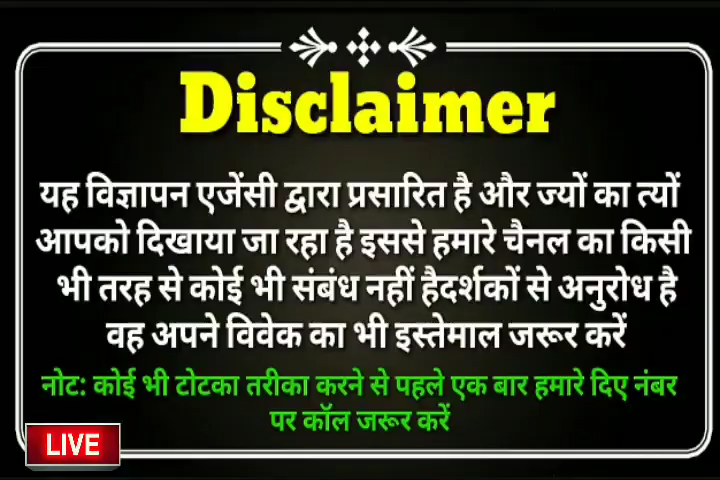 Disclaimer
यह विज्ञापन एजेंसी द्वारा प्रसारित है और ज्यों का त्यों
आपको दिखाया जा रहा है इससे हमारे चैनल का किसी
भी तरह से कोई भी संबंध नहीं हैदर्शकों से अनुरोध है
वह अपने विवेक का भी इस्तेमाल जरूर करें
नोट: कोई भी टोटका तरीका करने से पहले एक बार हमारे दिए नंबर
पर कॉल जरूर करें
LIVE